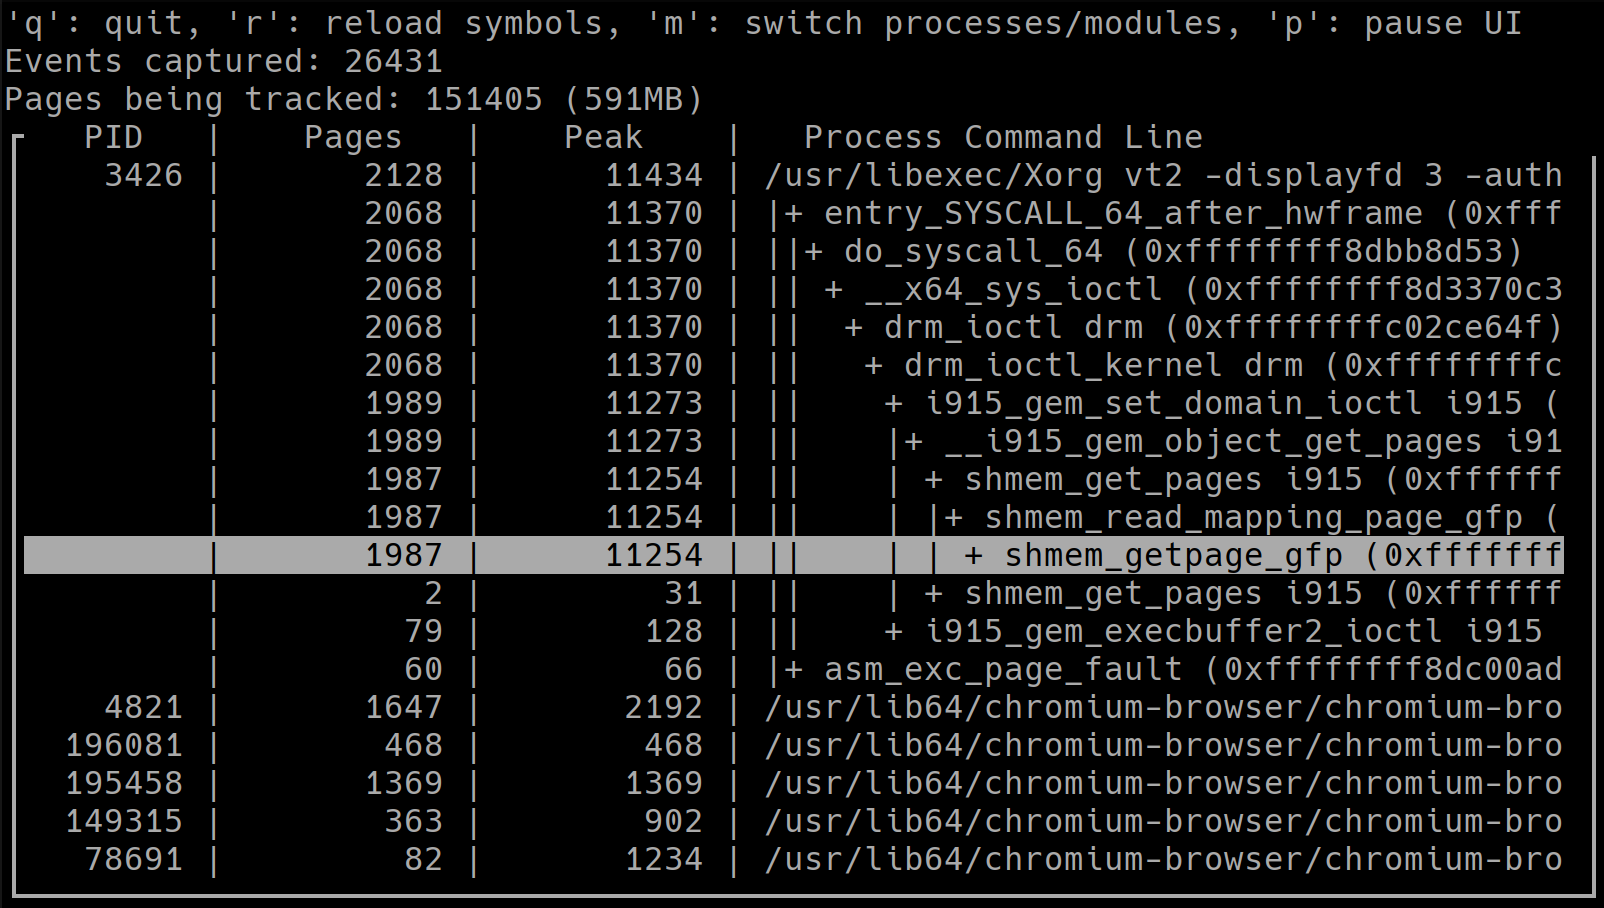 'q': quit, 'r': reload symbols, 'm': switch processes/modules, 'p': pause UI
Events captured: 26431
Pages being tracked: 151405 (591MB)
PID | Pages | Peak | Process Command Line
3426 | 2128 | 11434 | /usr/libexec/Xorg vt2 -displayfd 3 -auth
| 2068 | 11370 | |+ entry_SYSCALL_64_after_hwframe (0xfff
| 2068 | 11370 | ||+ do_syscall_64 (0xffffffff8dbb8d53)
| 2068 | 11370 | || + __x64_sys_ioctl (0xffffffff8d3370c3
| 2068 | 11370 | || + drm_ioctl drm (0xffffffffc02ce64f)
| 2068 | 11370 | || + drm_ioctl_kernel drm (0xffffffffc
| 1989 | 11273 | || + i915_gem_set_domain_ioctl i915 (
| 1989 | 11273 | || |+ __i915_gem_object_get_pages i91
| 1987 | 11254 | || | + shmem_get_pages i915 (0xffffff
| 1987 | 11254 | || | |+ shmem_read_mapping_page_gfp (
| 1987 | 11254 | || | | + shmem_getpage_gfp (0xfffffff
| 2 | 31 | || | + shmem_get_pages i915 (0xffffff
| 79 | 128 | || + i915_gem_execbuffer2_ioctl i915
| 60 | 66 | |+ asm_exc_page_fault (0xffffffff8dc00ad
4821 | 1647 | 2192 | /usr/lib64/chromium-browser/chromium-bro
196081 | 468 | 468 | /usr/lib64/chromium-browser/chromium-bro
195458 | 1369 | 1369 | /usr/lib64/chromium-browser/chromium-bro
149315 | 363 | 902 | /usr/lib64/chromium-browser/chromium-bro
78691 | 82 | 1234 | /usr/lib64/chromium-browser/chromium-bro